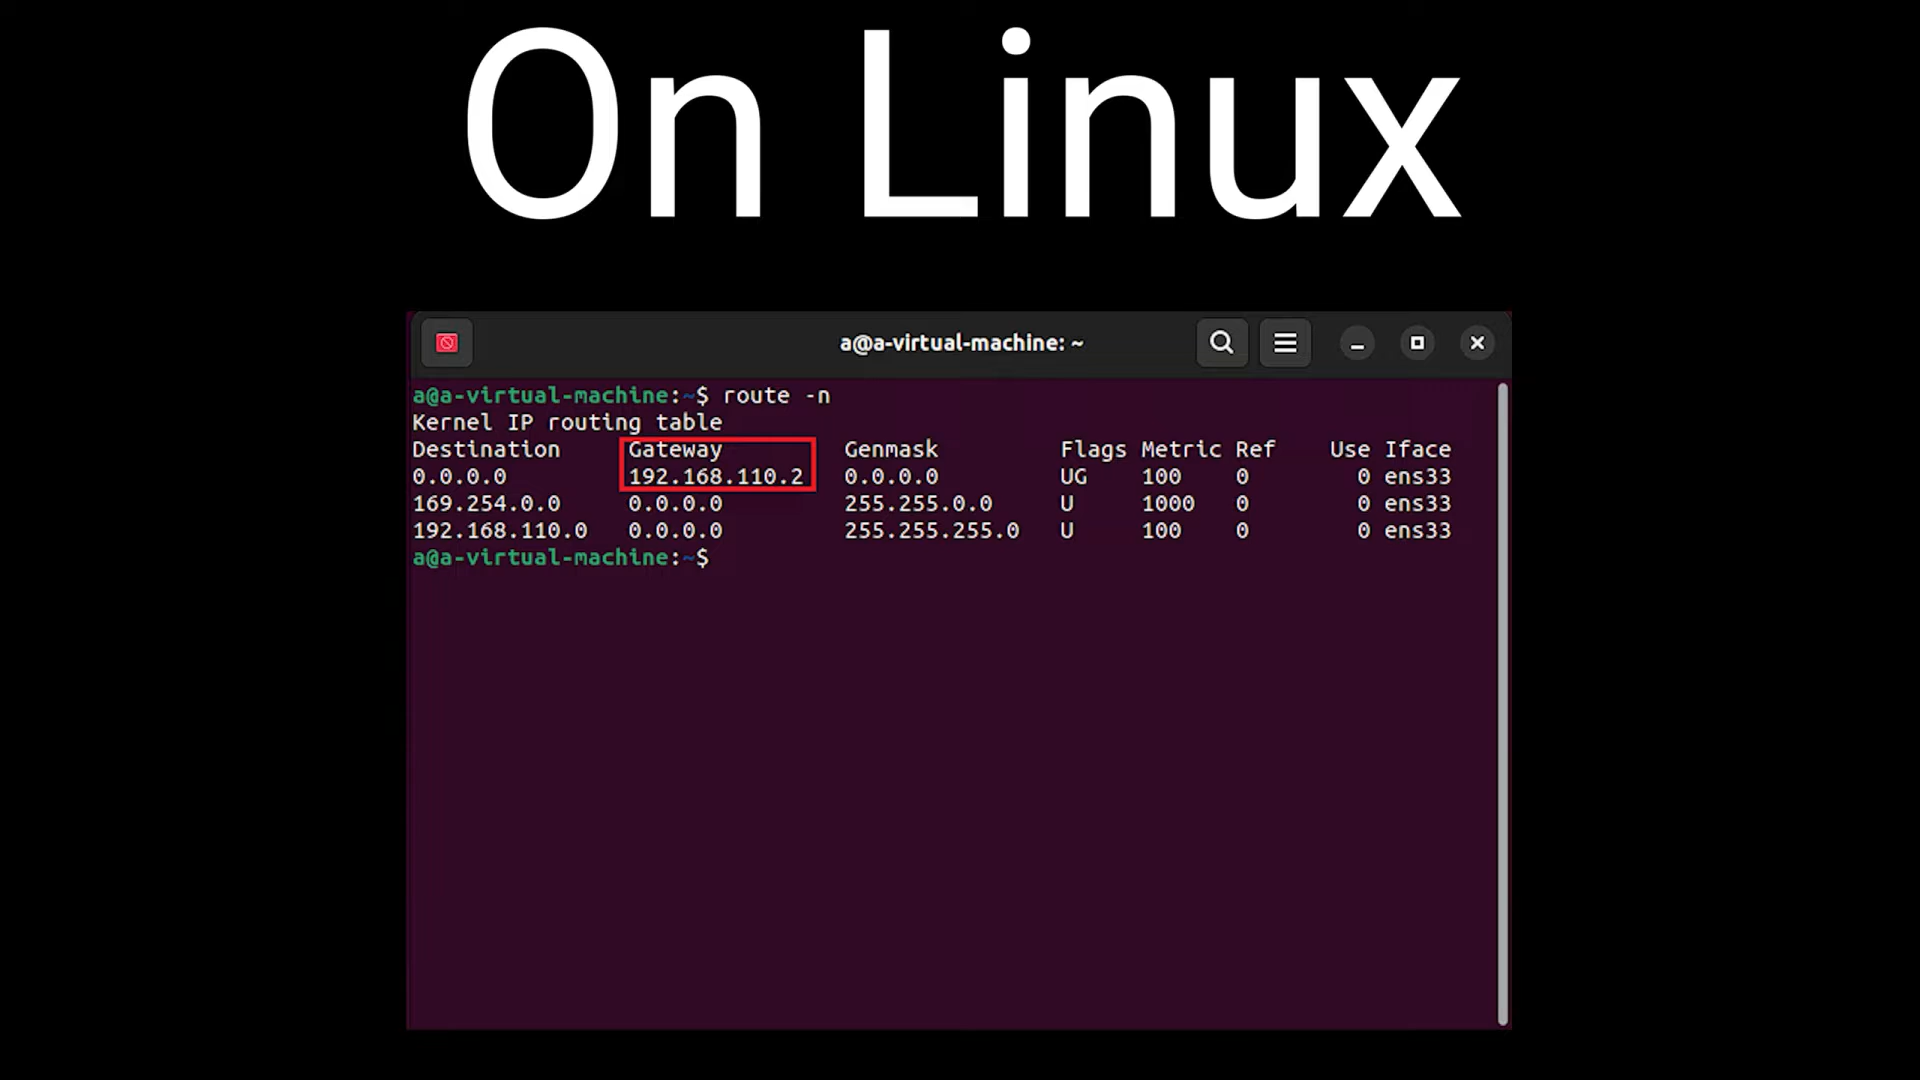 On Linux
a@a-virtual-machine: ~
a@a-virtual-machine:~$ route -n
Kernel IP routing table
Destination Gateway Genmask Flags Metric Ref Use Iface
0.0.0.0 192.168.110.2 0.0.0.0 UG 100 0 0 ens33
169.254.0.0 0.0.0.0 255.255.0.0 U 1000 0 0 ens33
192.168.110.0 0.0.0.0 255.255.255.0 U 100 0 0 ens33
a@a-virtual-machine:~$